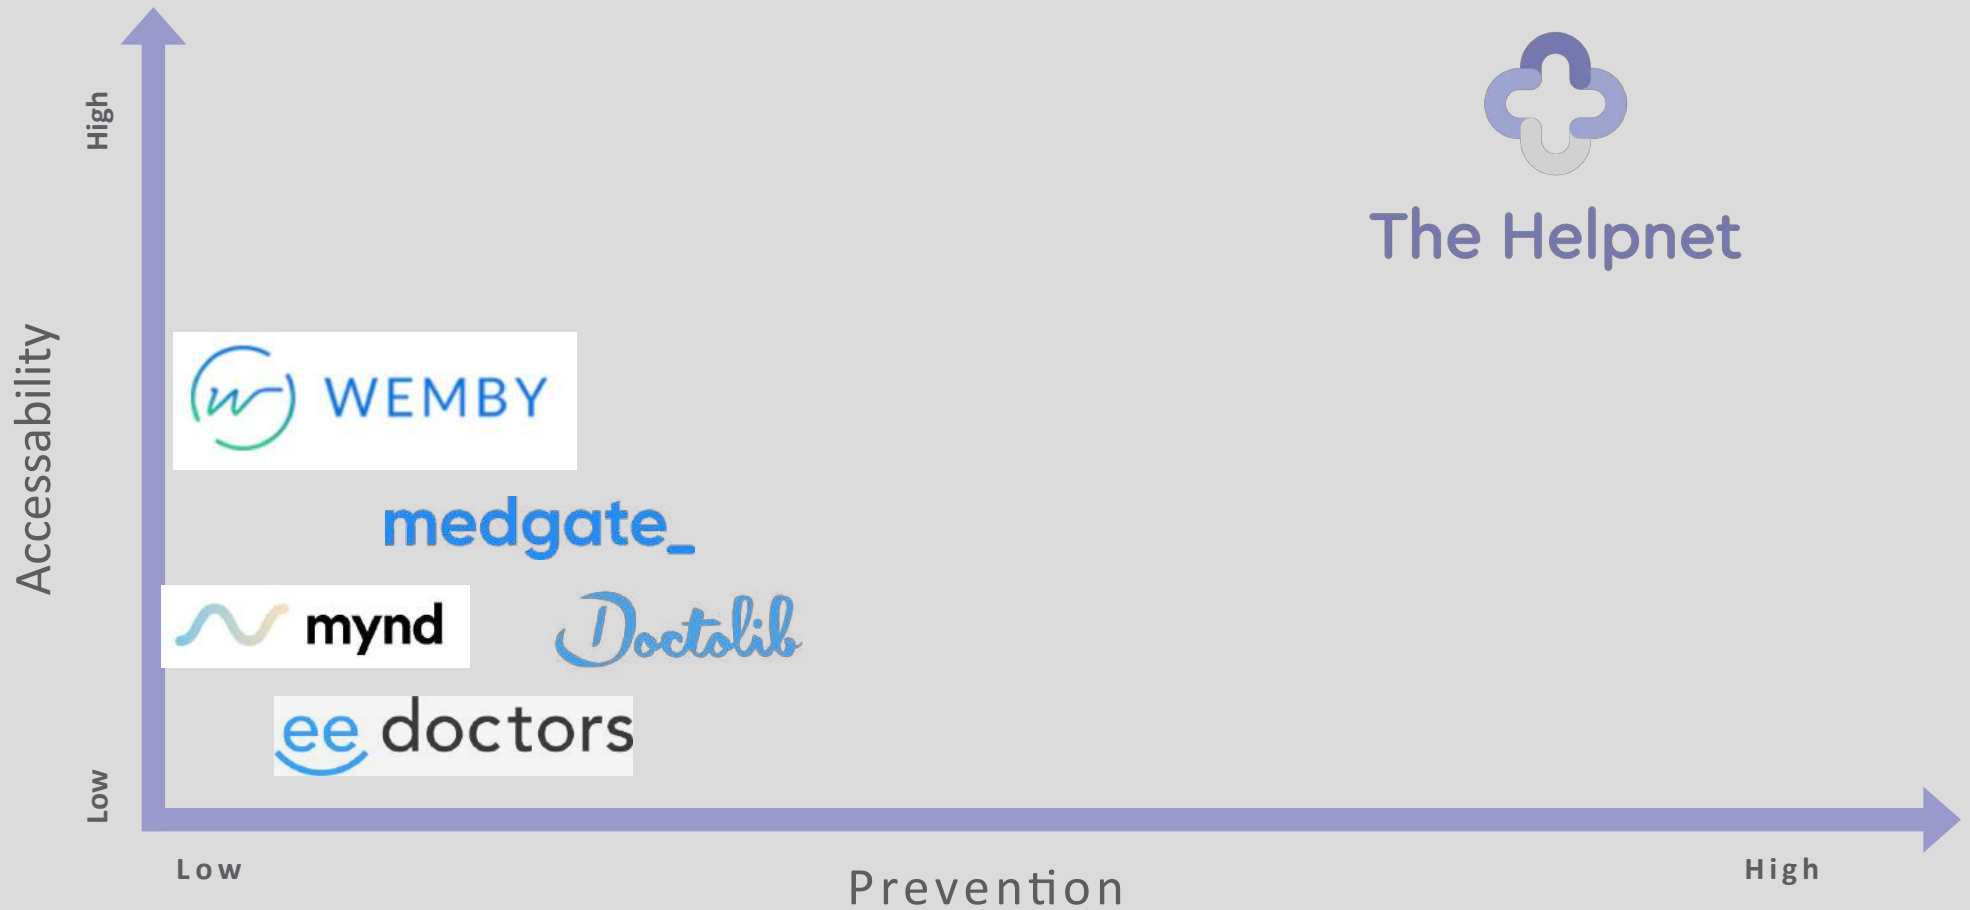 High
The Helpnet
Accessability
WEMBY
medgate_
mynd
Doctolib
ee doctors
Low
Low
High
Prevention